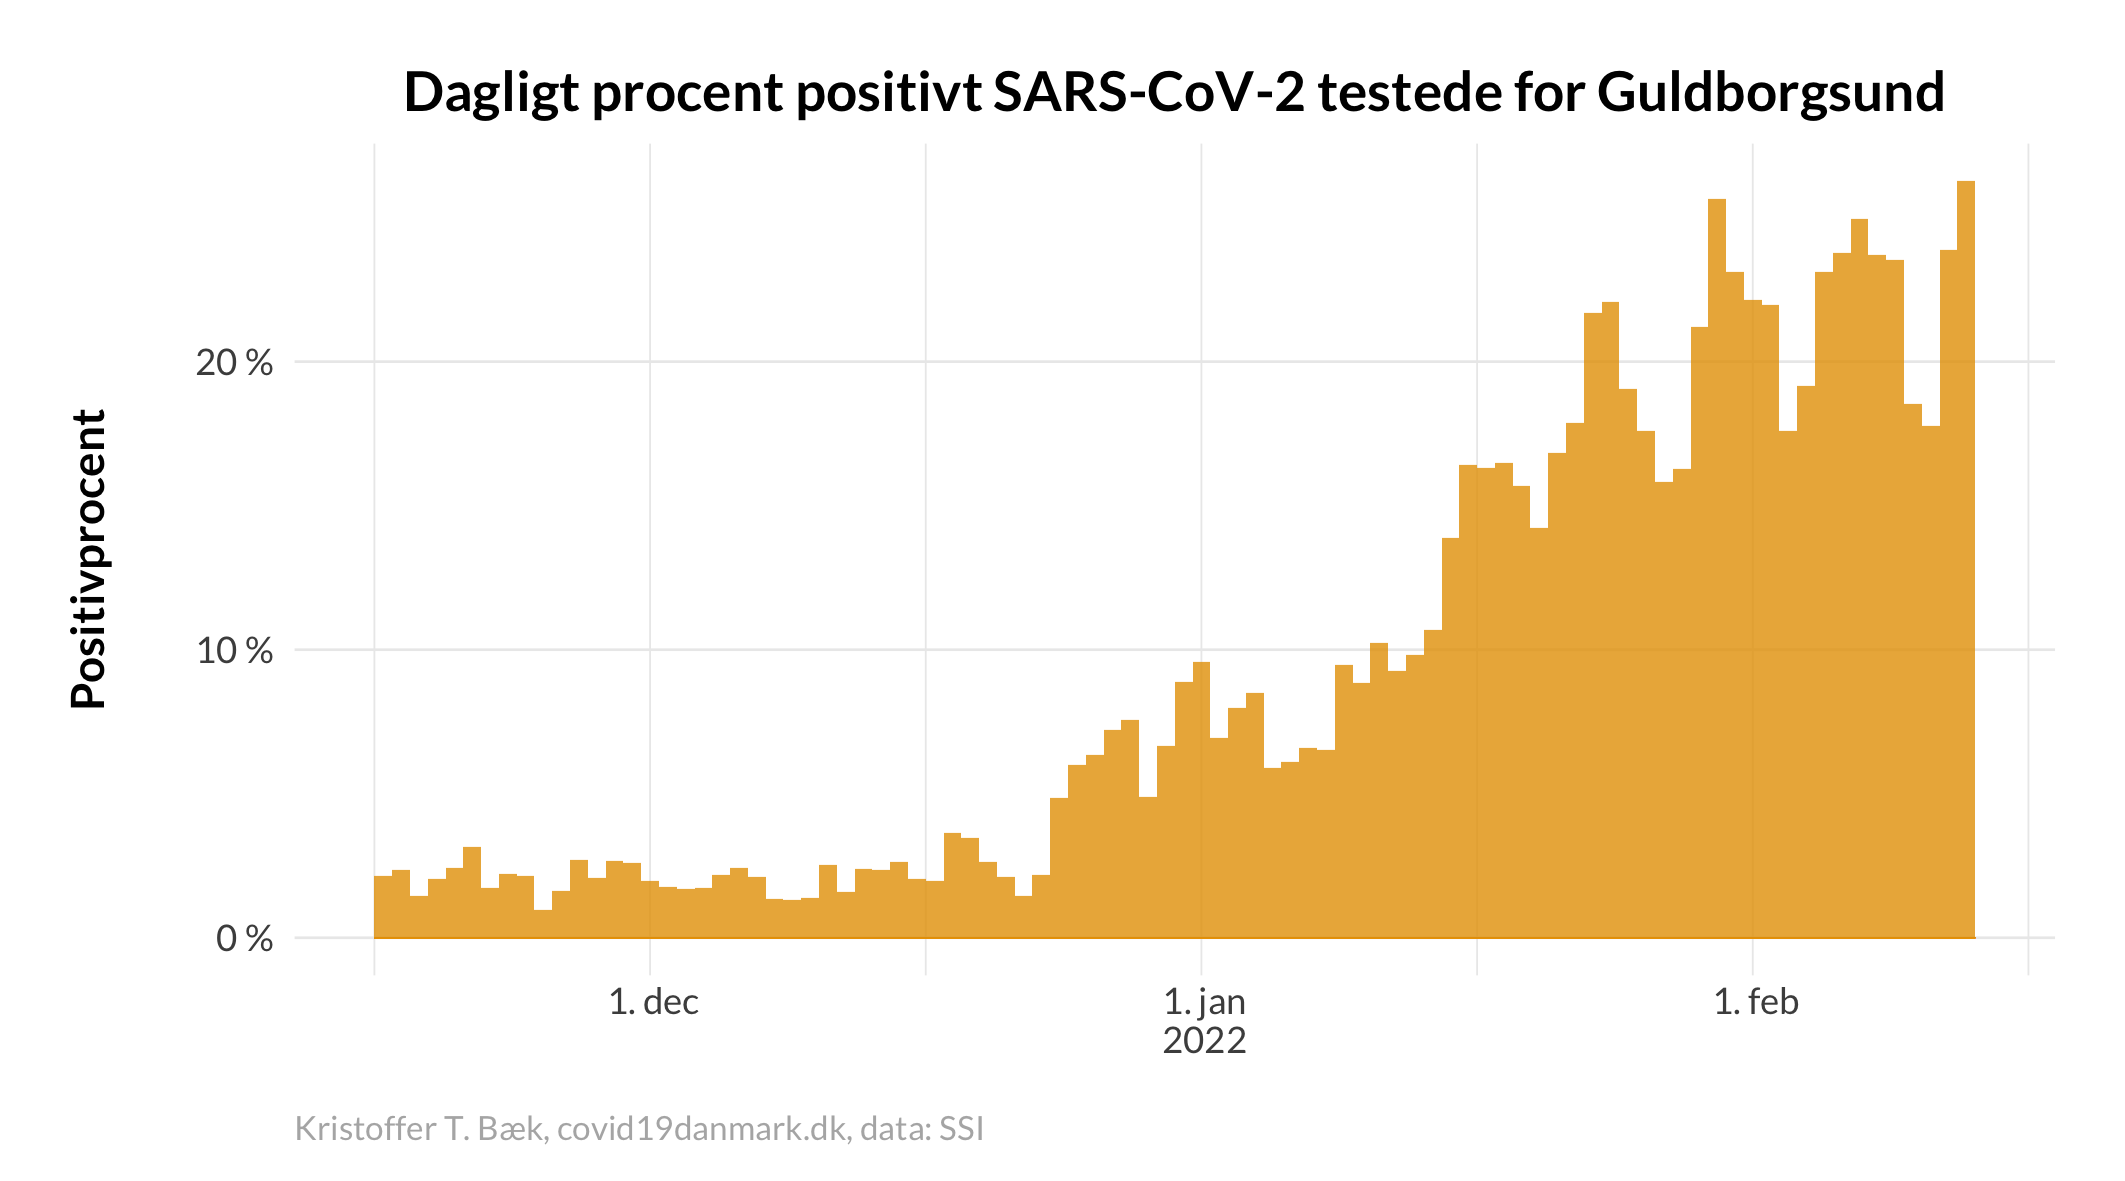 Dagligt procent positivt SARS-CoV-2 testede for Guldborgsund
Positivprocent
20 %
10 %
0 %
1. dec
1. jan
2022
1. feb
Kristoffer T. Bæk, covid19danmark.dk, data: SSI